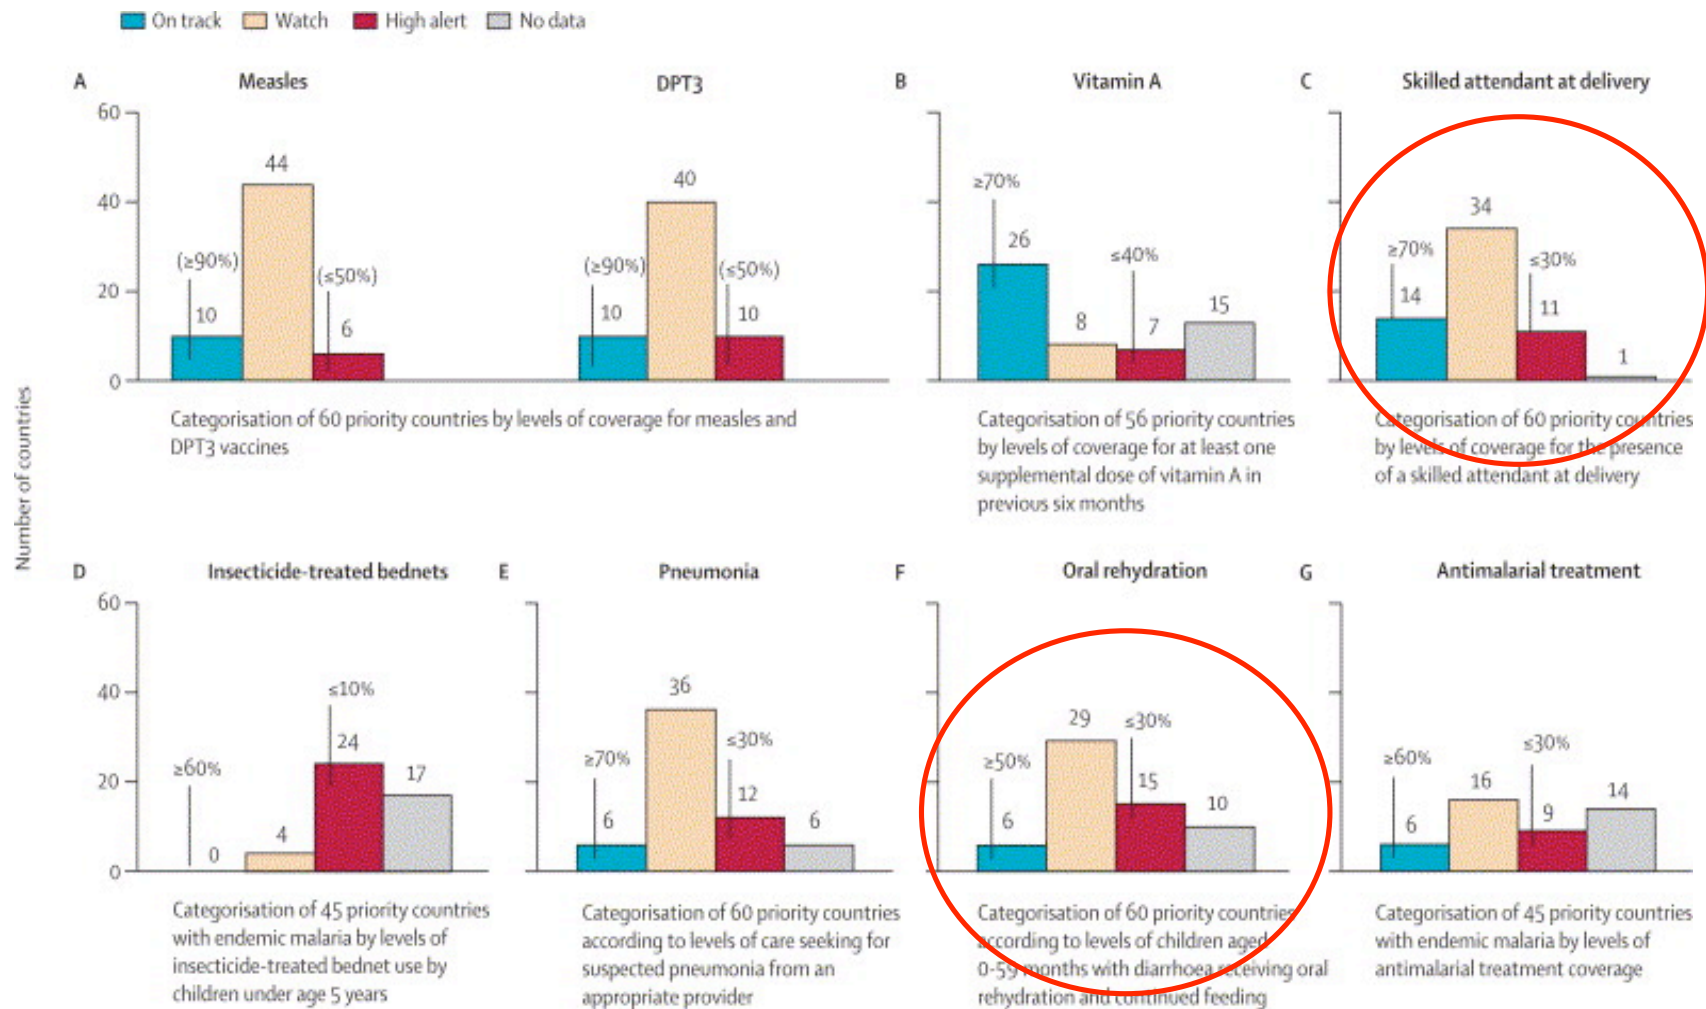 On track Watch High alert No data
A Measles DPT3 B Vitamin A C Skilled attendant at delivery
Number of countries
60
40
20
0
(≥90%)
10
44
(≤50%)
6
(≥90%)
10
40
(≤50%)
10
Categorisation of 60 priority countries by levels of coverage for measles and
DPT3 vaccines
≥70%
26
8
≤40%
7
15
Categorisation of 56 priority countries
by levels of coverage for at least one
supplemental dose of vitamin A in
previous six months
≥70%
14
34
≤30%
11
1
Categorisation of 60 priority countries
by levels of coverage for the presence
of a skilled attendant at delivery
D Insecticide-treated bednets E Pneumonia F Oral rehydration G Antimalarial treatment
60
40
20
0
≥60%
0
4
≤10%
24
17
Categorisation of 45 priority countries
with endemic malaria by levels of
insecticide-treated bednet use by
children under age 5 years
≥70%
6
36
≤30%
12
6
Categorisation of 60 priority countries
according to levels of care seeking for
suspected pneumonia from an
appropriate provider
≥50%
6
29
≤30%
15
10
Categorisation of 60 priority countries
according to levels of children aged
0-59 months with diarrhoea receiving oral
rehydration and continued feeding
≥60%
6
16
≤30%
9
14
Categorisation of 45 priority countries
with endemic malaria by levels of
antimalarial treatment coverage